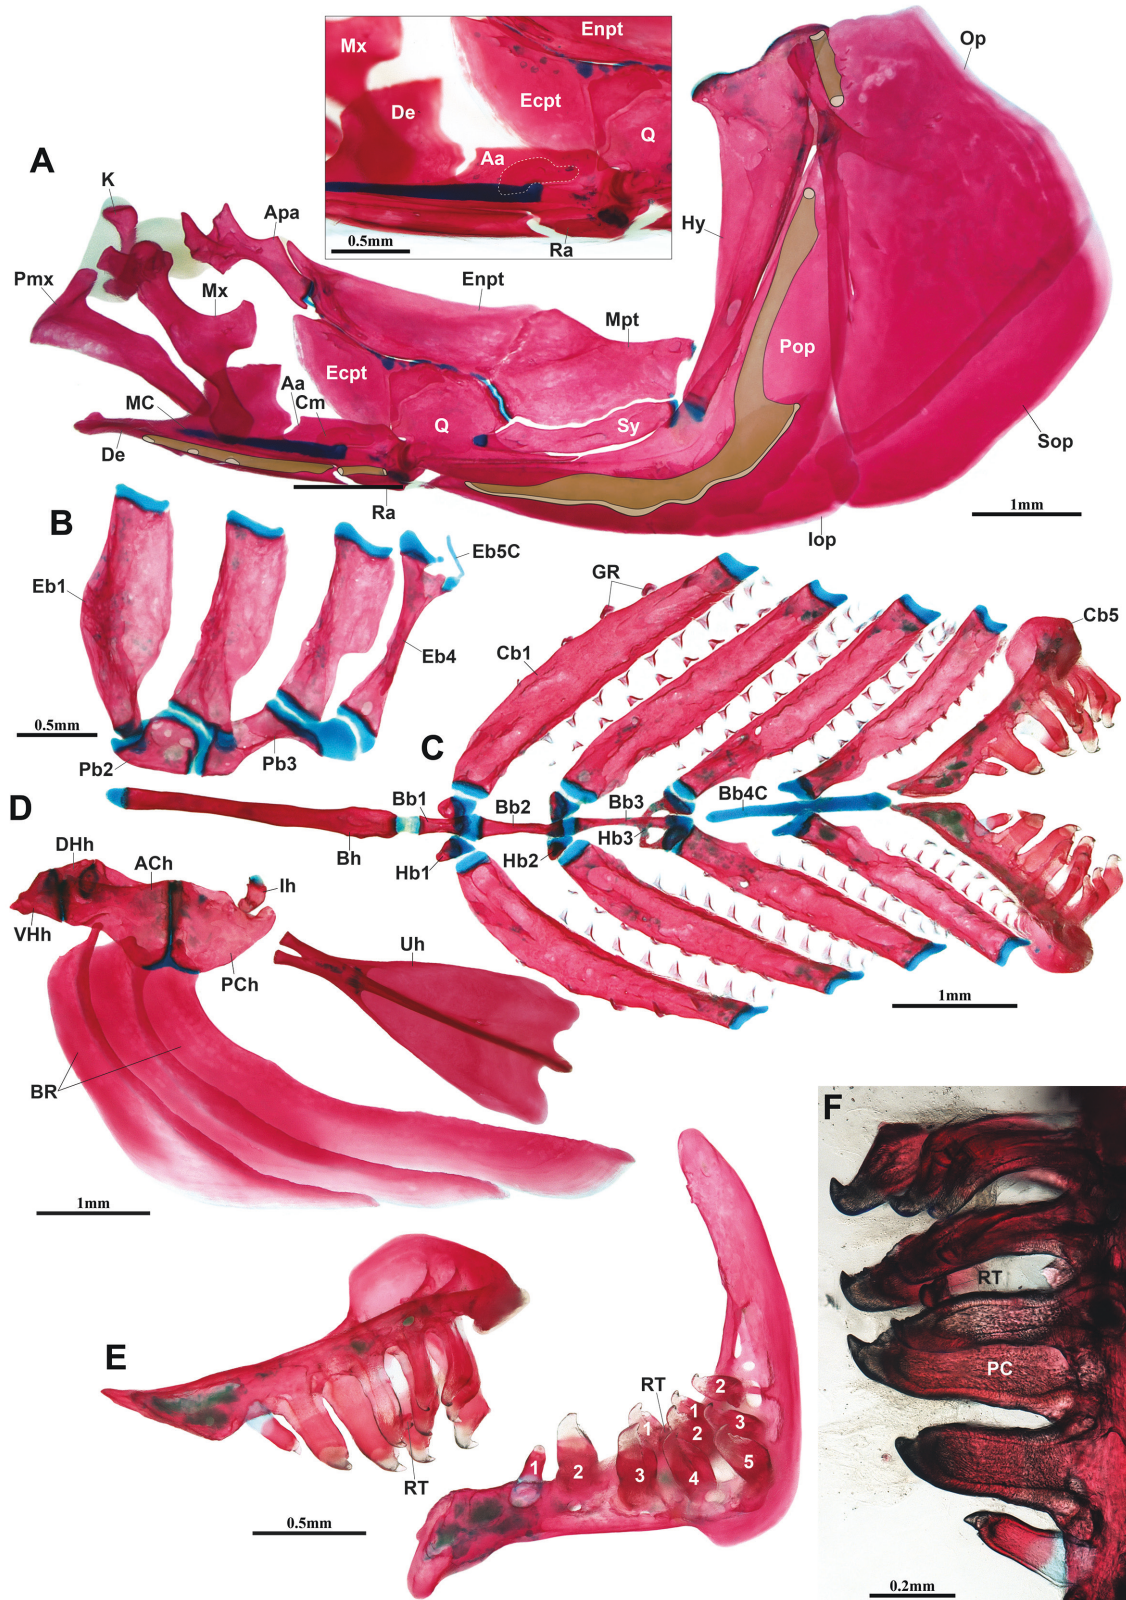 Enpt
Mx
Ecpt
De
Q
Aa
Ra
0.5mm
Op
A
K
Apa
Hy
Pmx
Mx
Enpt
Mpt
Pop
Ecpt
Aa
Cm
MC
Q
Sy
De
Sop
Ra
1mm
Iop
B
Eb5C
Eb1
Eb4
0.5mm
Pb2
Pb3
GR
Cb5
Cb1
C
Bb1
Bb2
Bb3
Bb4C
Bh
Hb1
Hb2
Hb3
1mm
D
DHh
ACh
Ih
VHh
PCh
Uh
BR
1mm
F
RT
PC
0.2mm
E
RT
0.5mm
RT
2
1
1
2
3
1
2
3
4
5